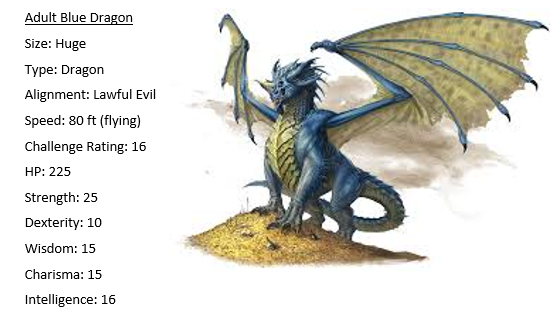 Adult Blue Dragon
Size: Huge
Type: Dragon
Alignment: Lawful Evil
Speed: 80 ft (flying)
Challenge Rating: 16
HP: 225
Strength: 25
Dexterity: 10
Wisdom: 15
Charisma: 15
Intelligence: 16